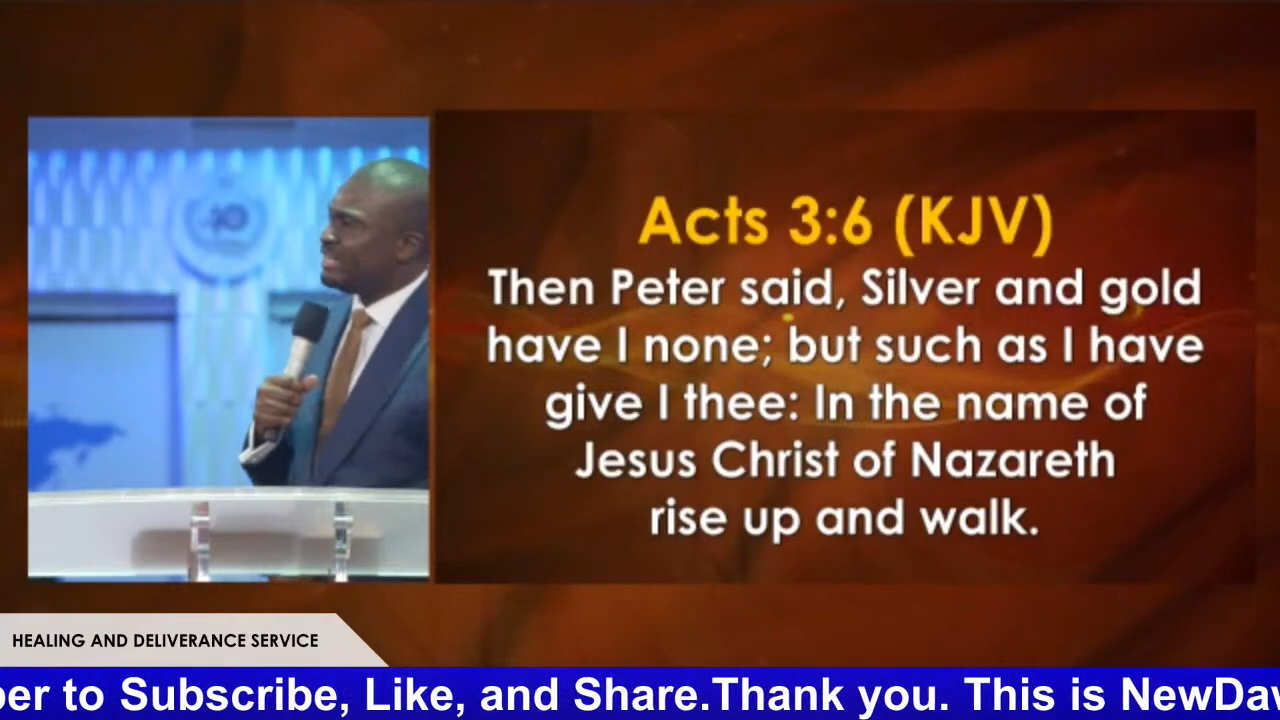 Acts 3:6 (KJV)
Then Peter said, Silver and gold
have I none; but such as I have
give I thee: In the name of
Jesus Christ of Nazareth
rise up and walk.
HEALING AND DELIVERANCE SERVICE
to Subscribe, Like, and Share.Thank you. This is